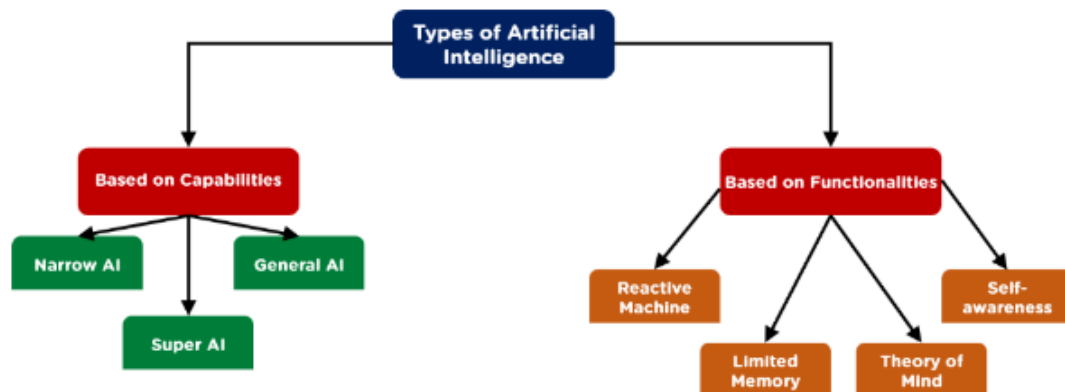 Types of Artificial
Intelligence
Based on Capabilities
Based on Functionalities
Narrow AI
General AI
Super AI
Reactive
Machine
Self-
awareness
Limited
Memory
Theory of
Mind